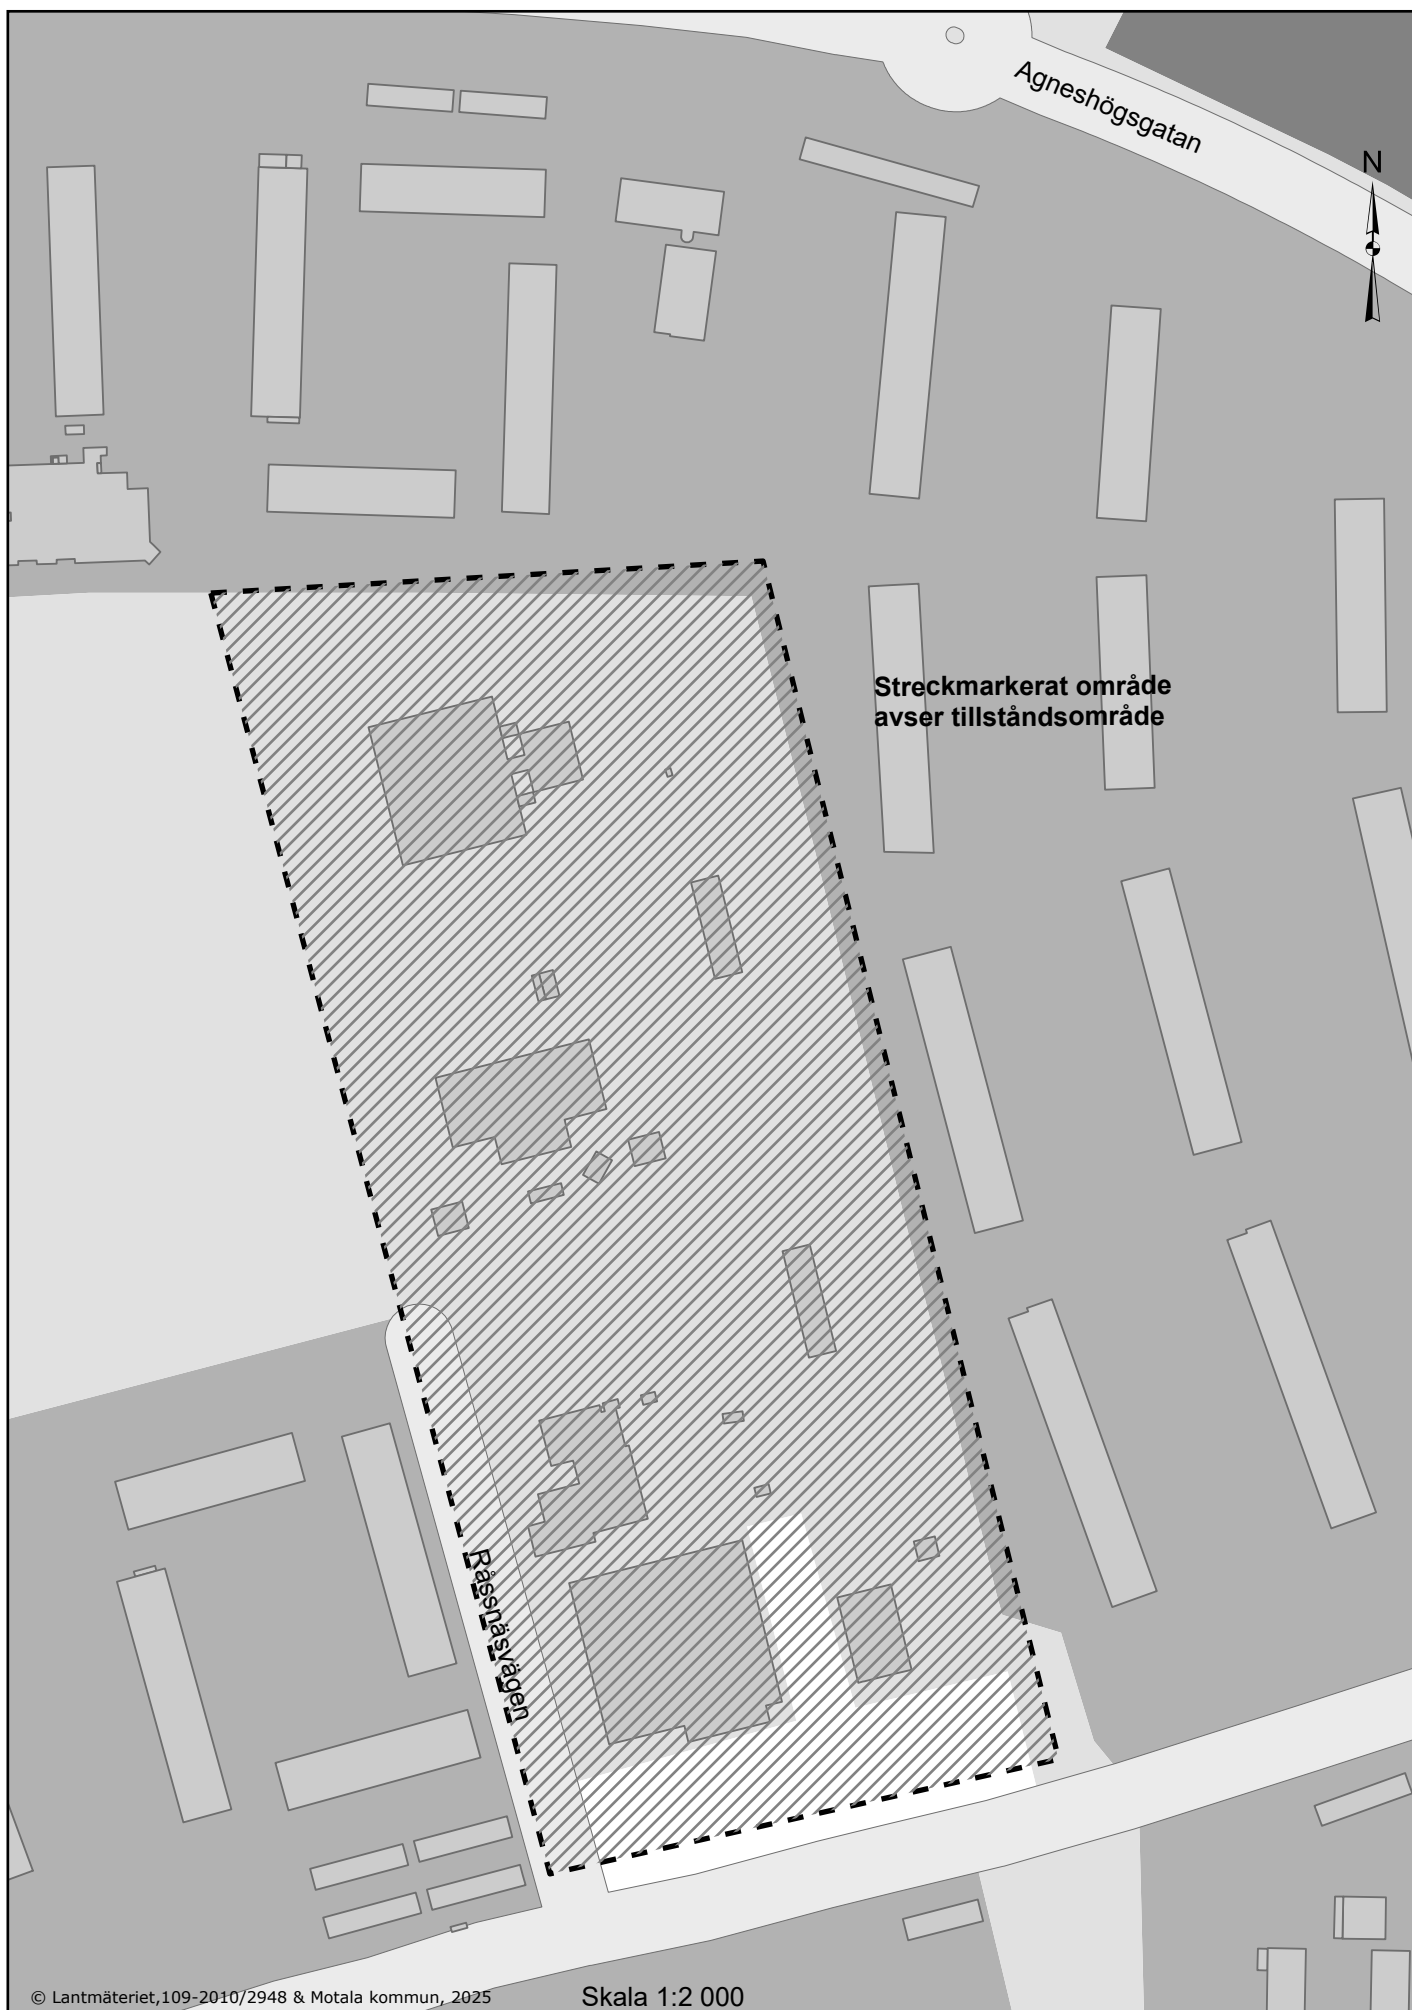 Agneshögsgatan
N
Streckmarkerat område
avser tillståndsområde
Råssnäsvägen
© Lantmäteriet,109-2010/2948 & Motala kommun, 2025
Skala 1:2 000